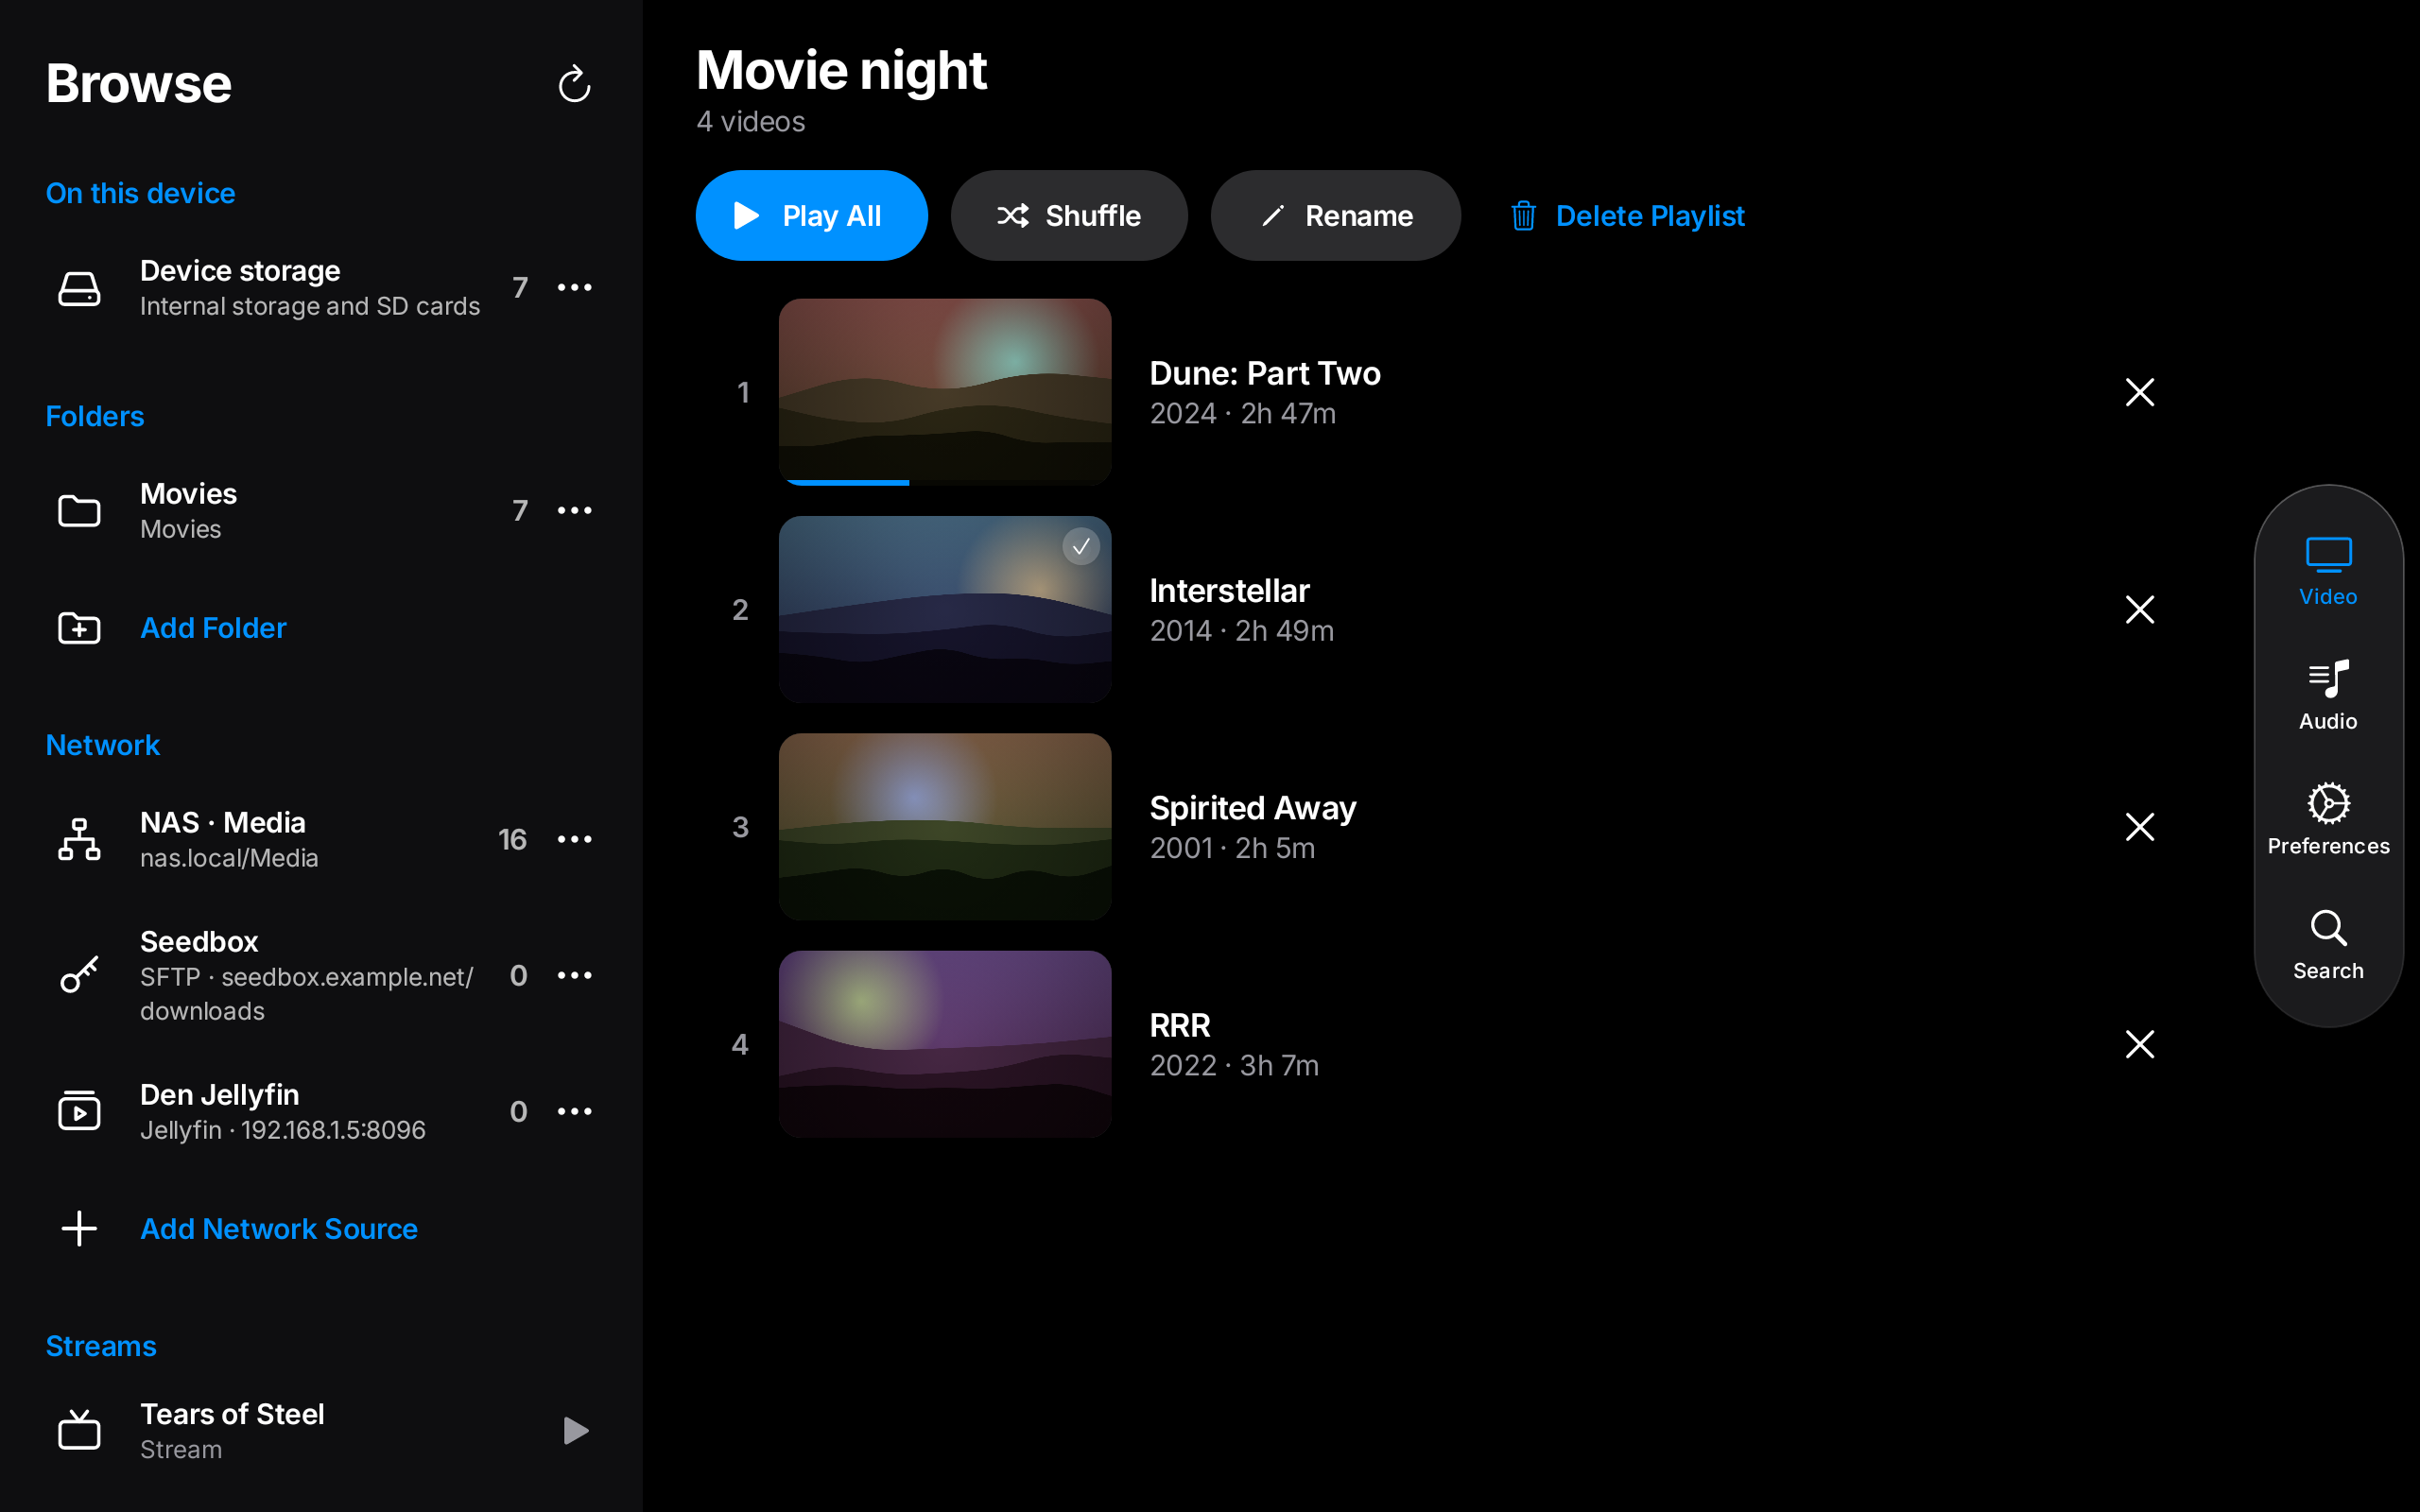 Browse
On this device
Device storage
Internal storage and SD cards
7
Folders
Movies
Movies
7
Add Folder
Network
NAS · Media
nas.local/Media
16
Seedbox
SFTP · seedbox.example.net/
downloads
0
Den Jellyfin
Jellyfin · 192.168.1.5:8096
0
Add Network Source
Streams
Tears of Steel
Stream
Movie night
4 videos
Play All
Shuffle
Rename
Delete Playlist
1
Dune: Part Two
2024 · 2h 47m
2
Interstellar
2014 · 2h 49m
3
Spirited Away
2001 · 2h 5m
4
RRR
2022 · 3h 7m
Video
Audio
Preferences
Search